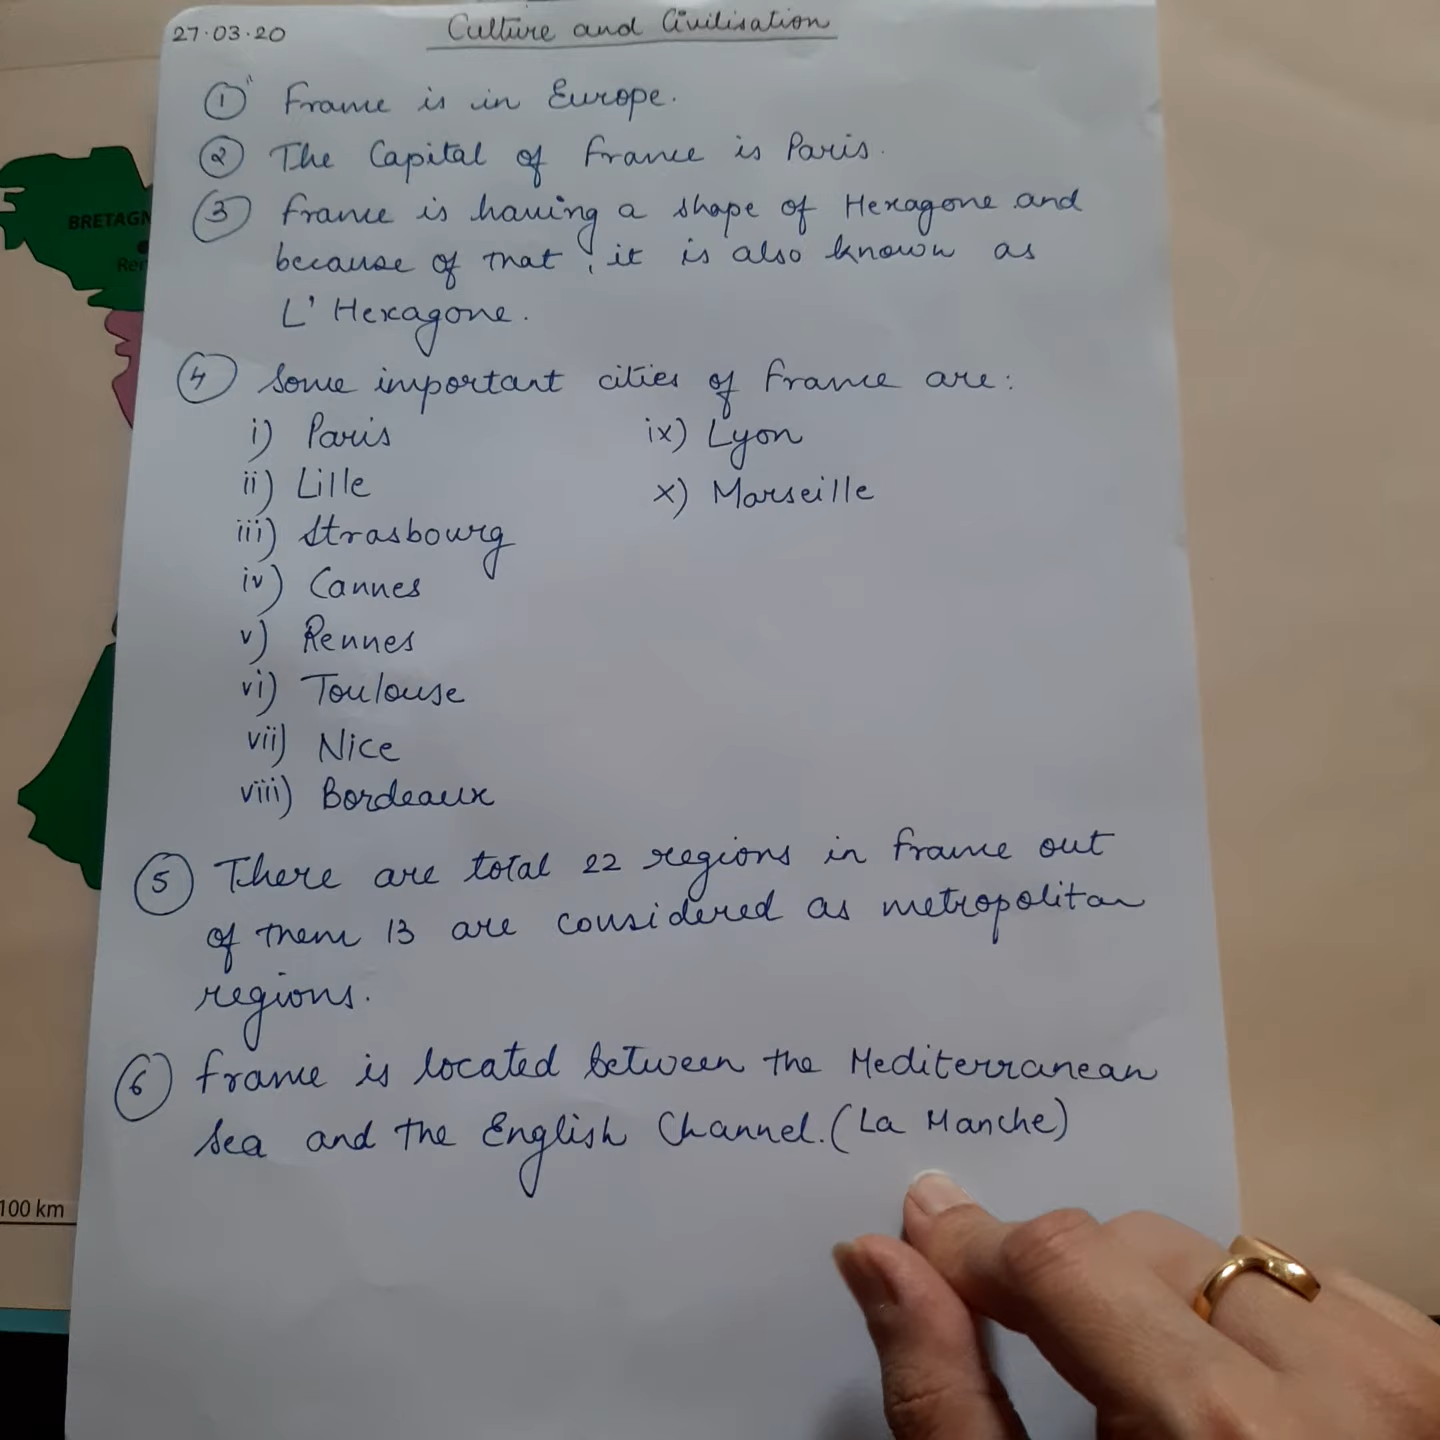 27.03.20
Culture and Civilisation
① France is in Europe.
② The Capital of France is Paris.
③ France is having a shape of Hexagone and
because of that, it is also known as
L'Hexagone.
④ Some important cities of France are:
i) Paris
ii) Lille
iii) Strasbourg
iv) Cannes
v) Rennes
vi) Toulouse
vii) Nice
viii) Bordeaux
ix) Lyon
x) Marseille
⑤ There are total 22 regions in France out
of them 13 are considered as metropolitan
regions.
⑥ France is located between the Mediterranean
Sea and the English Channel. (La Manche)
BRETAGN
Ren
100 km